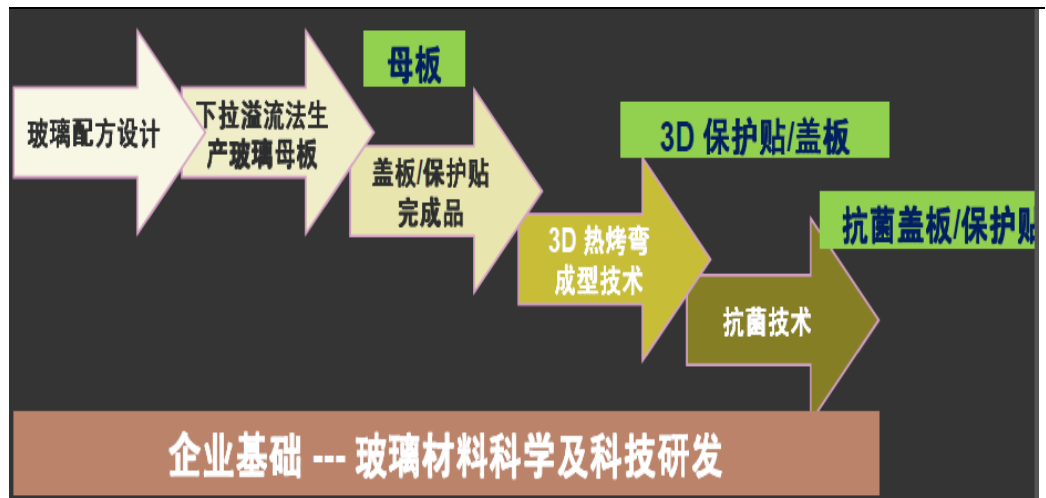 母板
玻璃配方设计
下拉溢流法生
产玻璃母板
3D 保护贴/盖板
盖板/保护贴
完成品
抗菌盖板/保护贴
3D 热烤弯
成型技术
抗菌技术
企业基础 --- 玻璃材料科学及科技研发